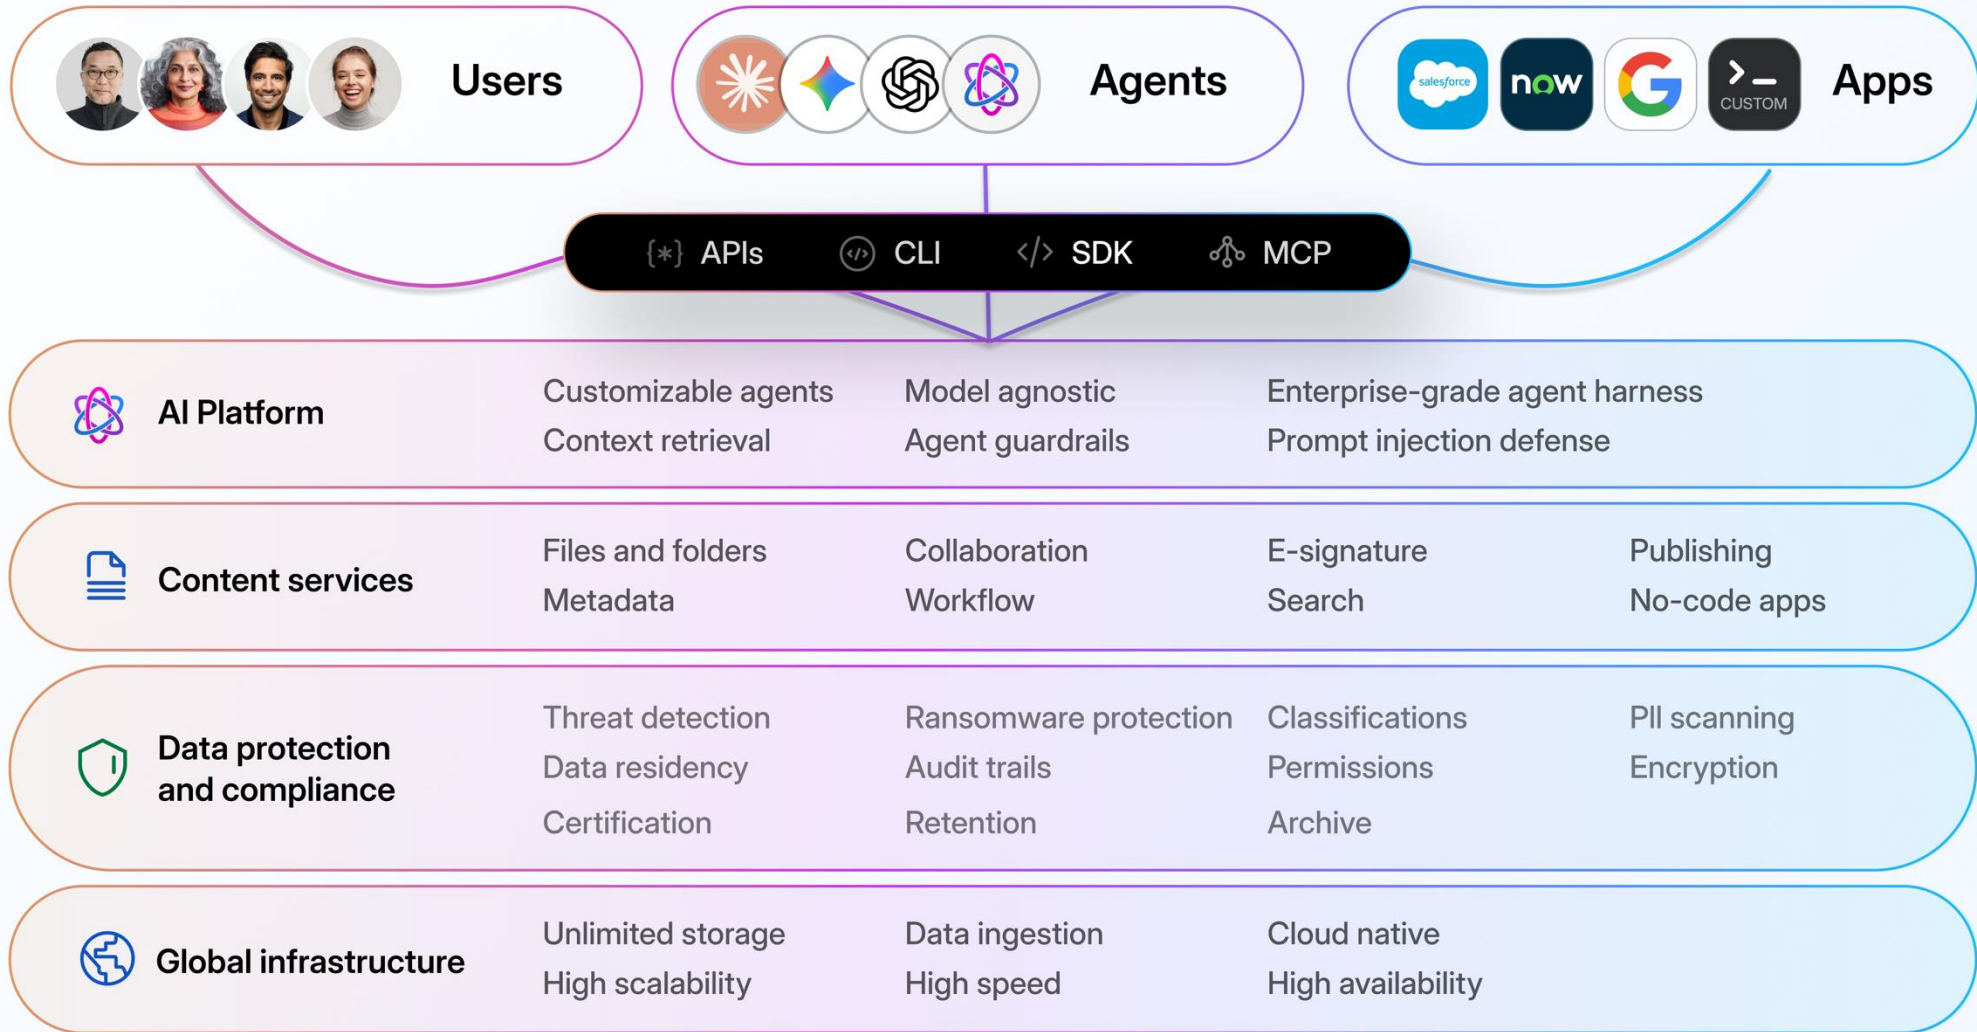 Users
Agents
salesforce
now
CUSTOM
Apps
APIs
CLI
SDK
MCP
AI Platform
Customizable agents
Model agnostic
Enterprise-grade agent harness
Context retrieval
Agent guardrails
Prompt injection defense
Content services
Files and folders
Collaboration
E-signature
Publishing
Metadata
Workflow
Search
No-code apps
Data protection
and compliance
Threat detection
Ransomware protection
Classifications
PII scanning
Data residency
Audit trails
Permissions
Encryption
Certification
Retention
Archive
Global infrastructure
Unlimited storage
Data ingestion
Cloud native
High scalability
High speed
High availability